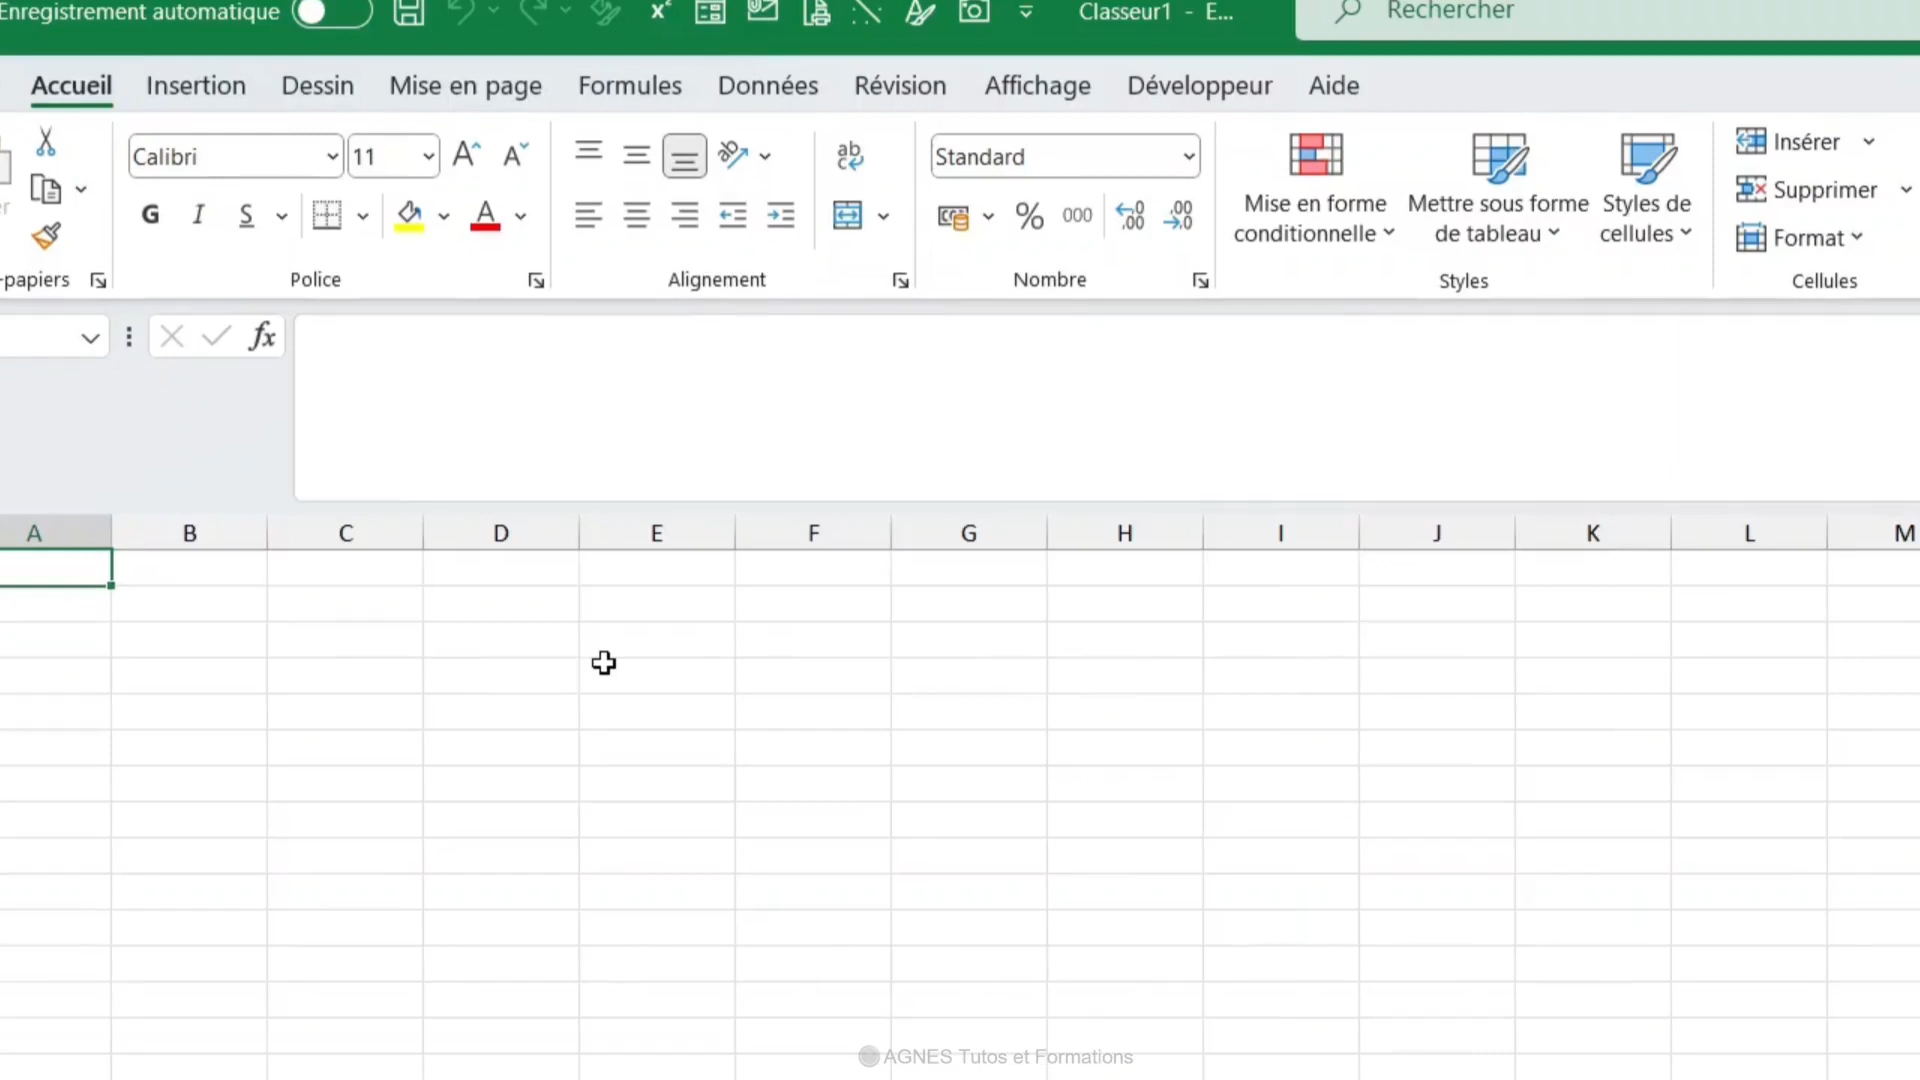 Enregistrement automatique
Classeur1 - E...
Rechercher
Accueil Insertion Dessin Mise en page Formules Données Révision Affichage Développeur Aide
Calibri 11
Standard
Insérer
Supprimer
Format
G I S
% 000
Mise en forme conditionnelle
Mettre sous forme de tableau
Styles de cellules
-papiers Police Alignement Nombre Styles Cellules
fx
A B C D E F G H I J K L M
AGNES Tutos et Formations